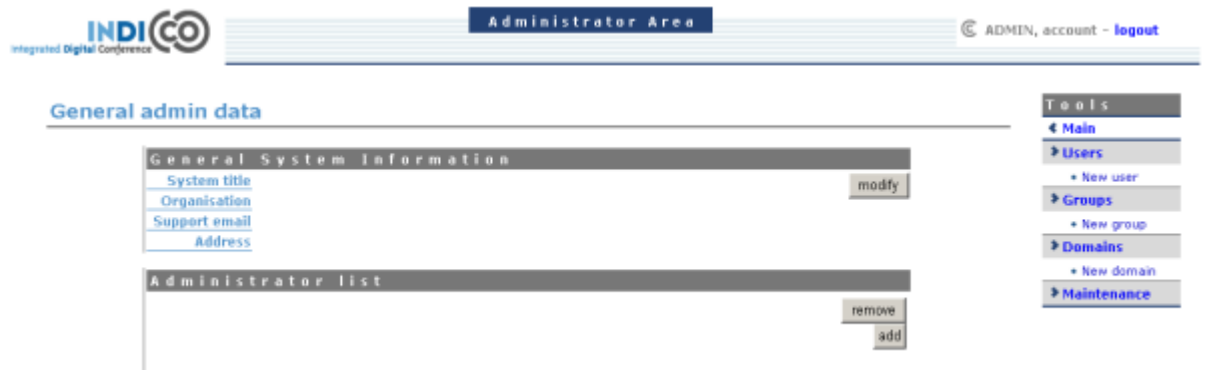 Administrator Area
INDICO
Integrated Digital Conference
ADMIN, account - logout
General admin data
General System Information
System title
modify
Organisation
Support email
Address
Administrator list
remove
add
Tools
Main
Users
New user
Groups
New group
Domains
New domain
Maintenance